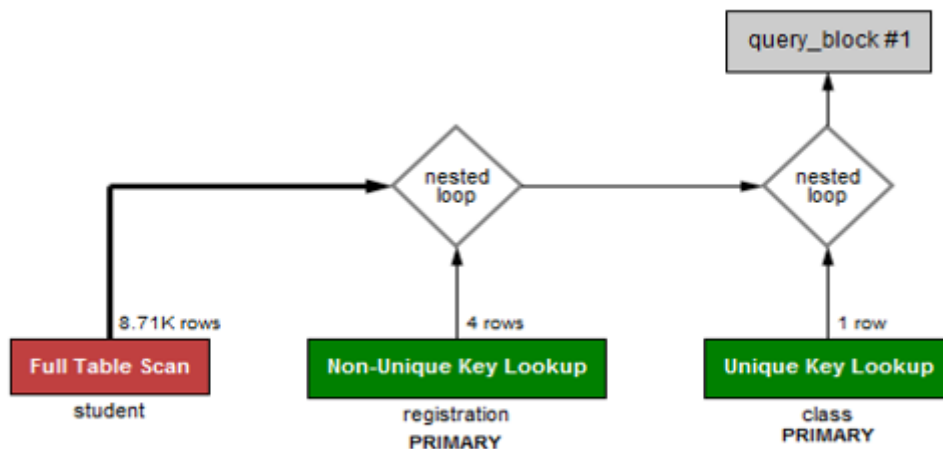 query_block #1
nested
loop
nested
loop
8.71K rows
4 rows
1 row
Full Table Scan
Non-Unique Key Lookup
Unique Key Lookup
student
registration
class
PRIMARY
PRIMARY